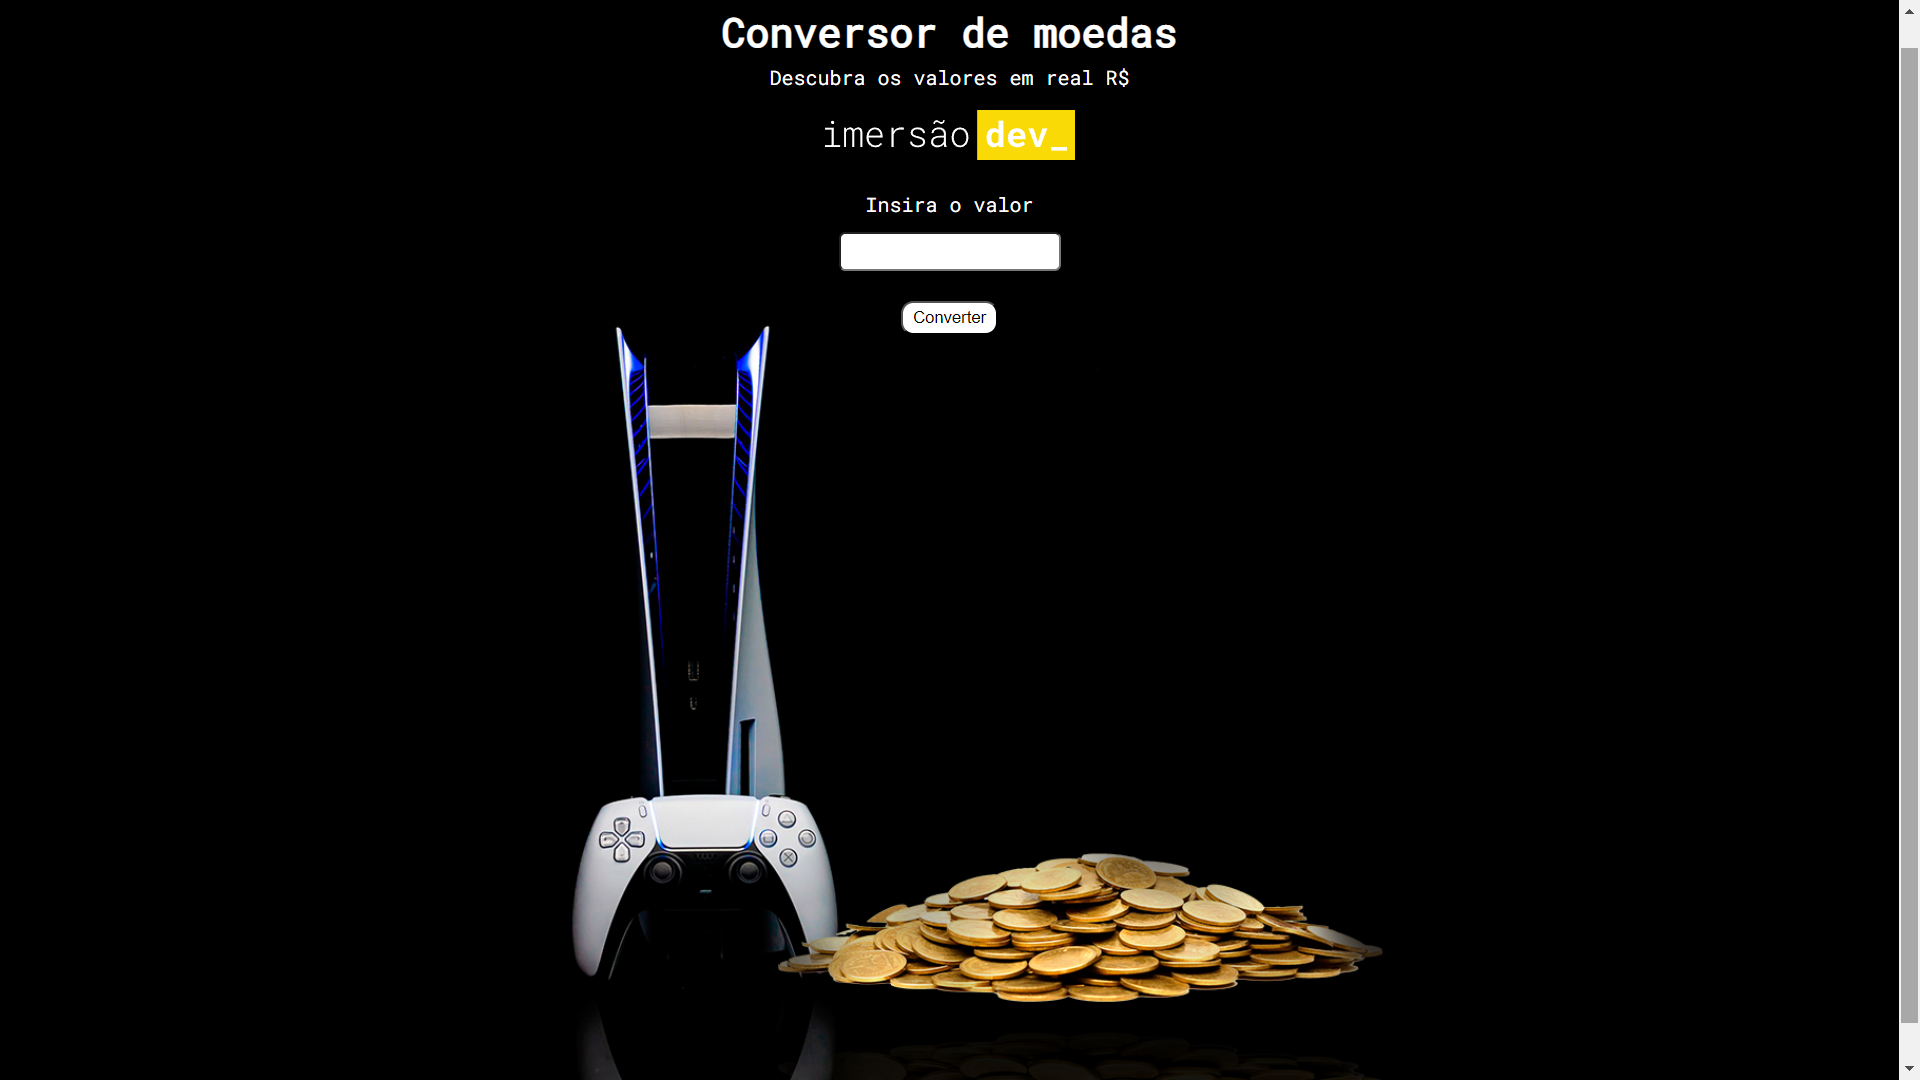 Conversor de moedas
Descubra os valores em real R$
imersão dev_
Insira o valor
Converter